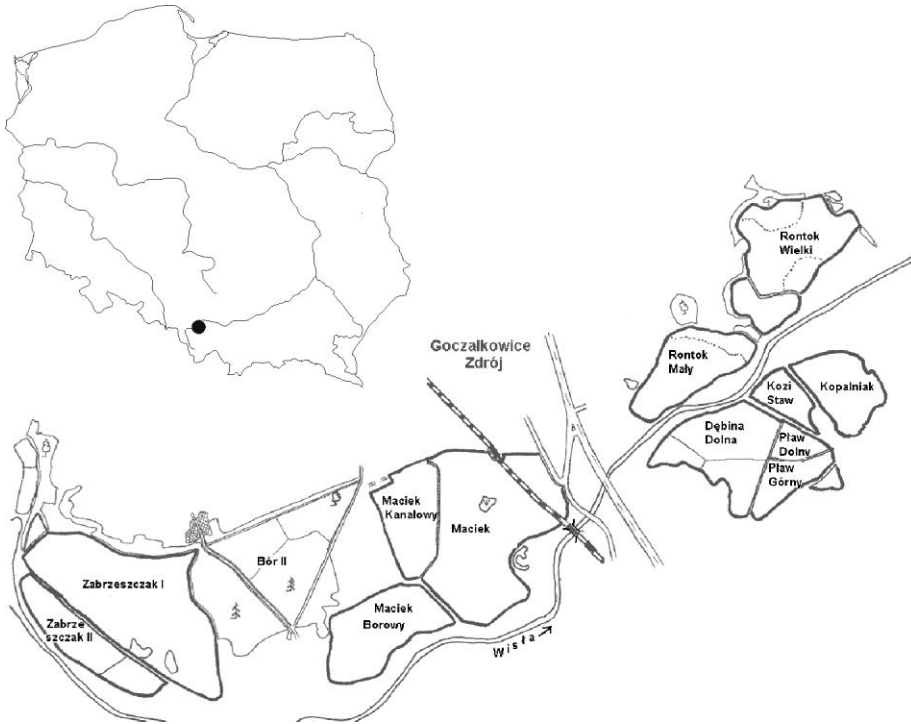 Rontok
Wielki
Goczałkowice
Zdrój
Rontok
Mały
Kozi
Staw
Kopalniak
Dębina
Dolna
Pław
Dolny
Pław
Górny
Maciek
Kanałowy
Maciek
Bór II
Zabrzeszczak I
Maciek
Borowy
Zabrze
szczak II
Wisła